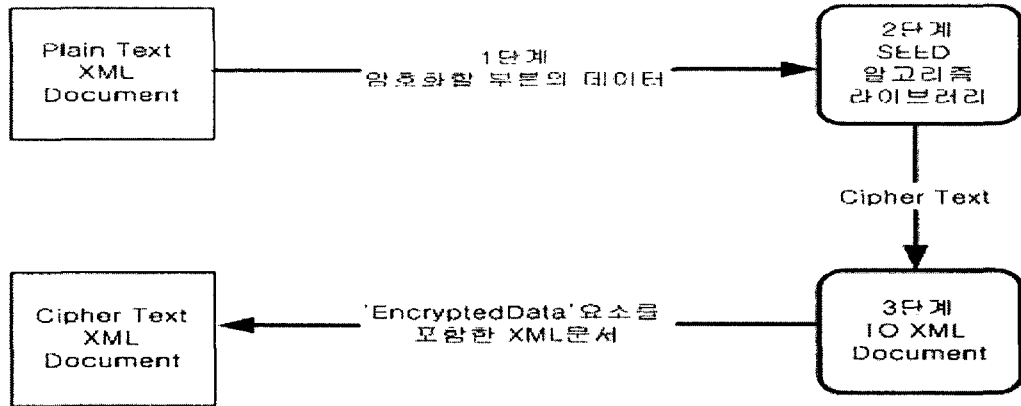 Plain Text
XML
Document
1단계
암호화할 부분의 데이터
2단계
SEED
알고리즘
라이브러리
Cipher Text
3단계
IO XML
Document
'EncryptedData'요소를
포함한 XML문서
Cipher Text
XML
Document